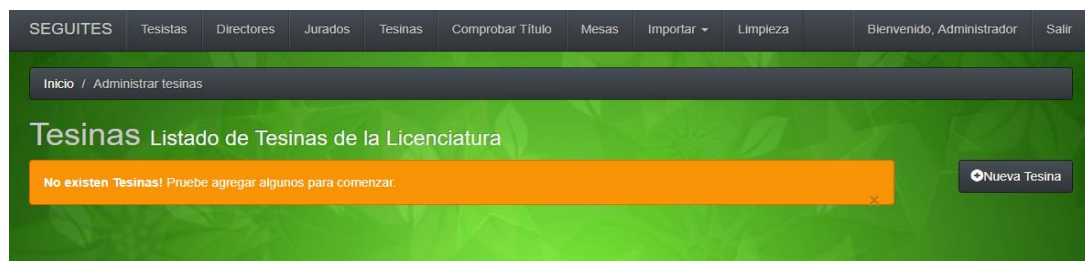 SEGUITES Tesistas Directores Jurados Tesinas Comprobar Título Mesas Importar Limpieza Bienvenido, Administrador Salir
Inicio / Administrar tesinas
Tesinas Listado de Tesinas de la Licenciatura
No existen Tesinas! Pruebe agregar algunos para comenzar. ×
Nueva Tesina